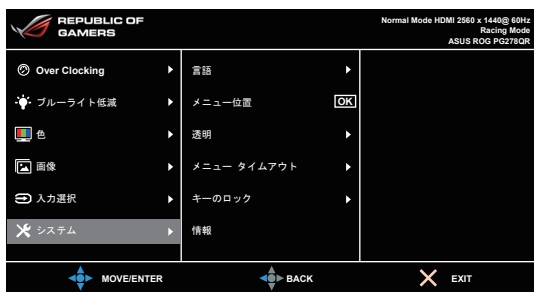 REPUBLIC OF
GAMERS
Normal Mode HDMI 2560 x 1440@ 60Hz
Racing Mode
ASUS ROG PG278QR
Over Clocking
ブルーライト低減
色
画像
入力選択
システム
言語
メニュー位置 OK
透明
メニュー タイムアウト
キーのロック
情報
MOVE/ENTER
BACK
EXIT